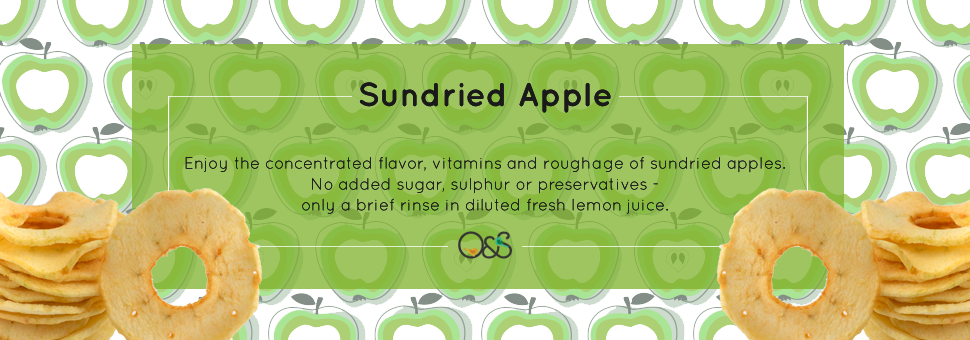 Sundried Apple
Enjoy the concentrated flavor, vitamins and roughage of sundried apples.
No added sugar, sulphur or preservatives -
only a brief rinse in diluted fresh lemon juice.
O&S